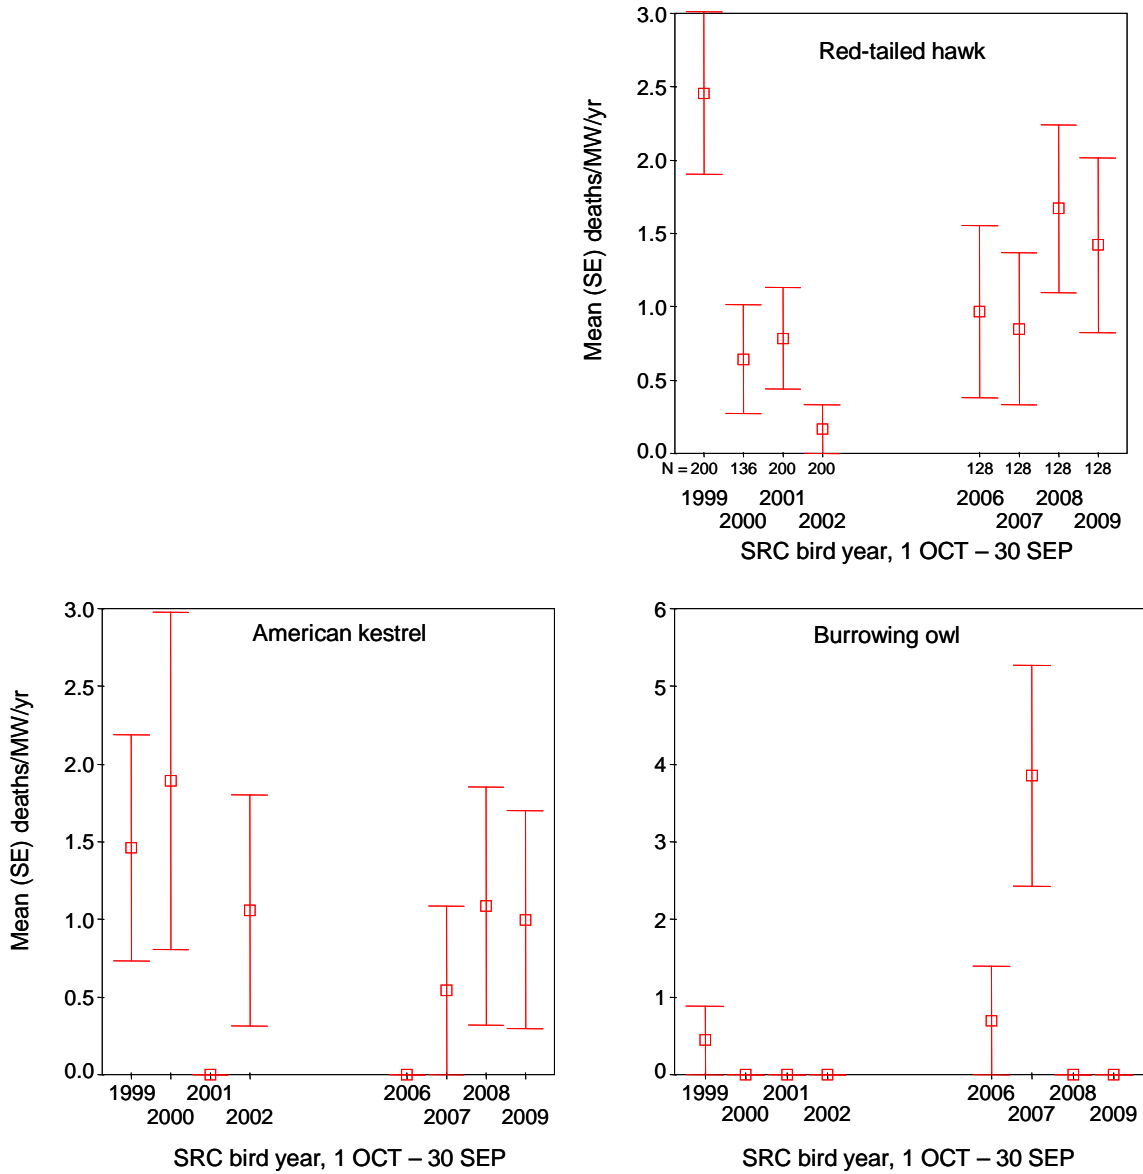 Red-tailed hawk
Mean (SE) deaths/MW/yr
3.0
2.5
2.0
1.5
1.0
0.5
0.0
N = 200 136 200 200 128 128 128 128
1999 2001 2006 2008
2000 2002 2007 2009
SRC bird year, 1 OCT – 30 SEP
American kestrel
Mean (SE) deaths/MW/yr
3.0
2.5
2.0
1.5
1.0
0.5
0.0
1999 2001 2006 2008
2000 2002 2007 2009
SRC bird year, 1 OCT – 30 SEP
Burrowing owl
6
5
4
3
2
1
0
1999 2001 2006 2008
2000 2002 2007 2009
SRC bird year, 1 OCT – 30 SEP